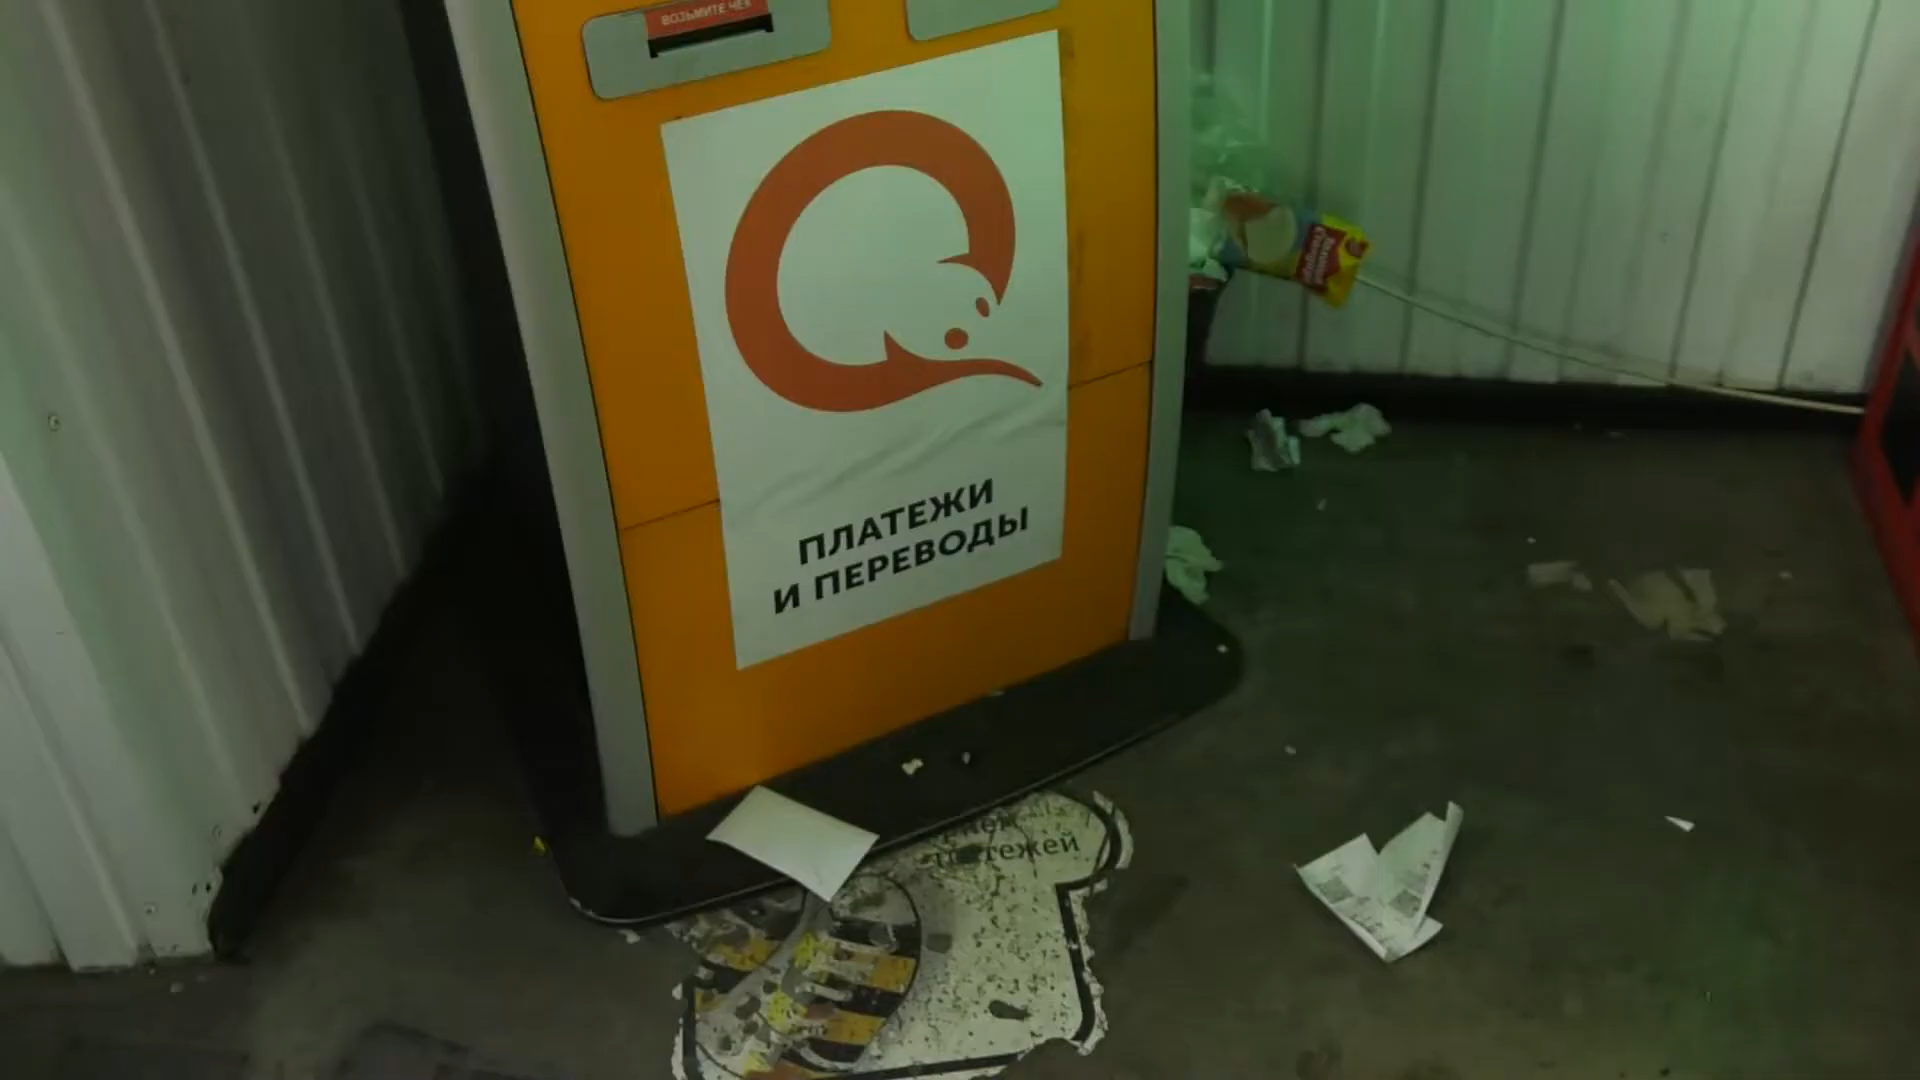 ВОЗЬМИТЕ ЧЕК
ПЛАТЕЖИ
И ПЕРЕВОДЫ
платежей